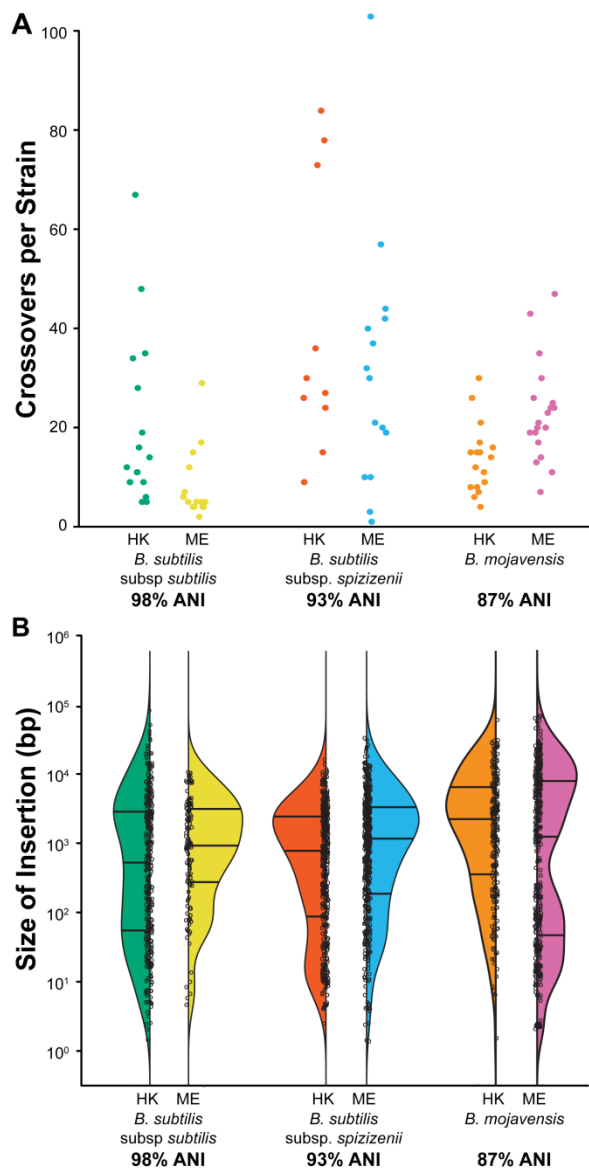 A
Crossovers per Strain
100
80
60
40
20
0
HK ME HK ME HK ME
B. subtilis B. subtilis B. mojavensis
subsp subtilis subsp. spizizenii
98% ANI 93% ANI 87% ANI
B
Size of Insertion (bp)
10⁶
10⁵
10⁴
10³
10²
10¹
10⁰
HK ME HK ME HK ME
B. subtilis B. subtilis B. mojavensis
subsp subtilis subsp. spizizenii
98% ANI 93% ANI 87% ANI